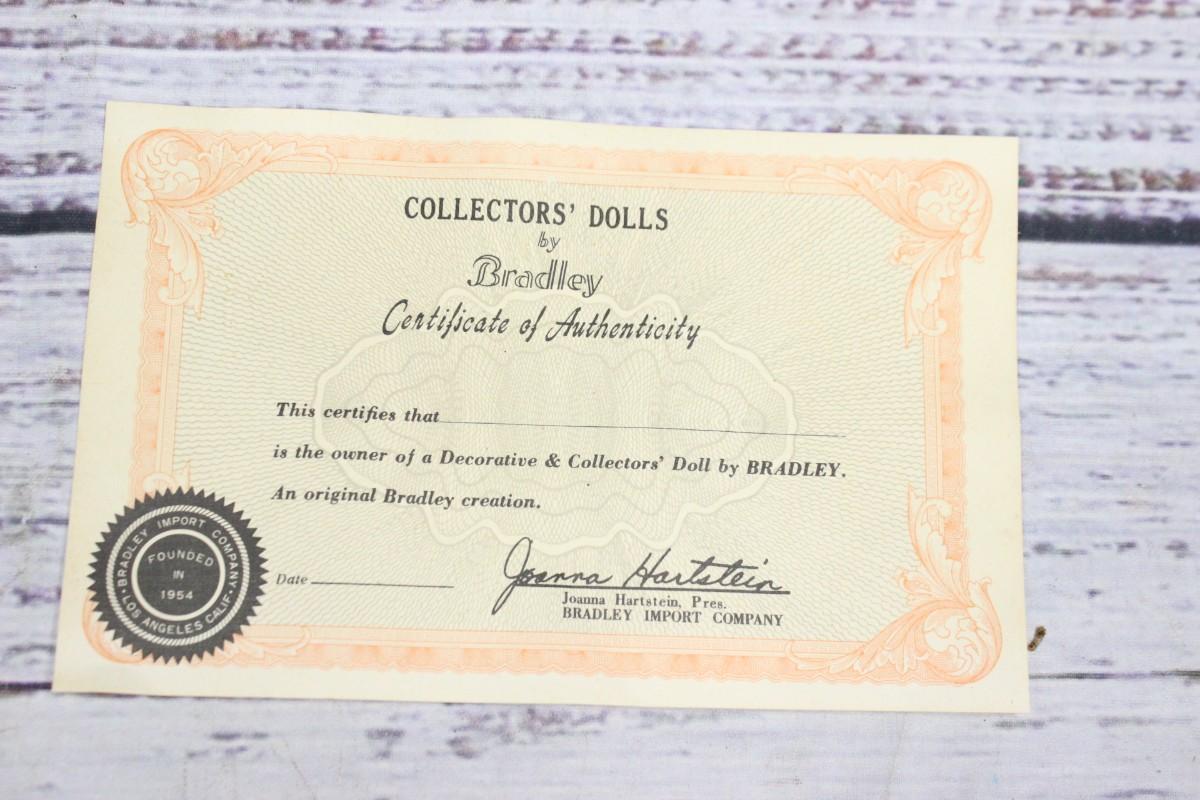 COLLECTORS' DOLLS
by
Bradley
Certificate of Authenticity
This certifies that
is the owner of a Decorative & Collectors' Doll by BRADLEY.
An original Bradley creation.
BRADLEY IMPORT COMPANY
FOUNDED
IN
1954
• LOS ANGELES CALIF •
Date
Joanna Hartstein
Joanna Hartstein, Pres.
BRADLEY IMPORT COMPANY